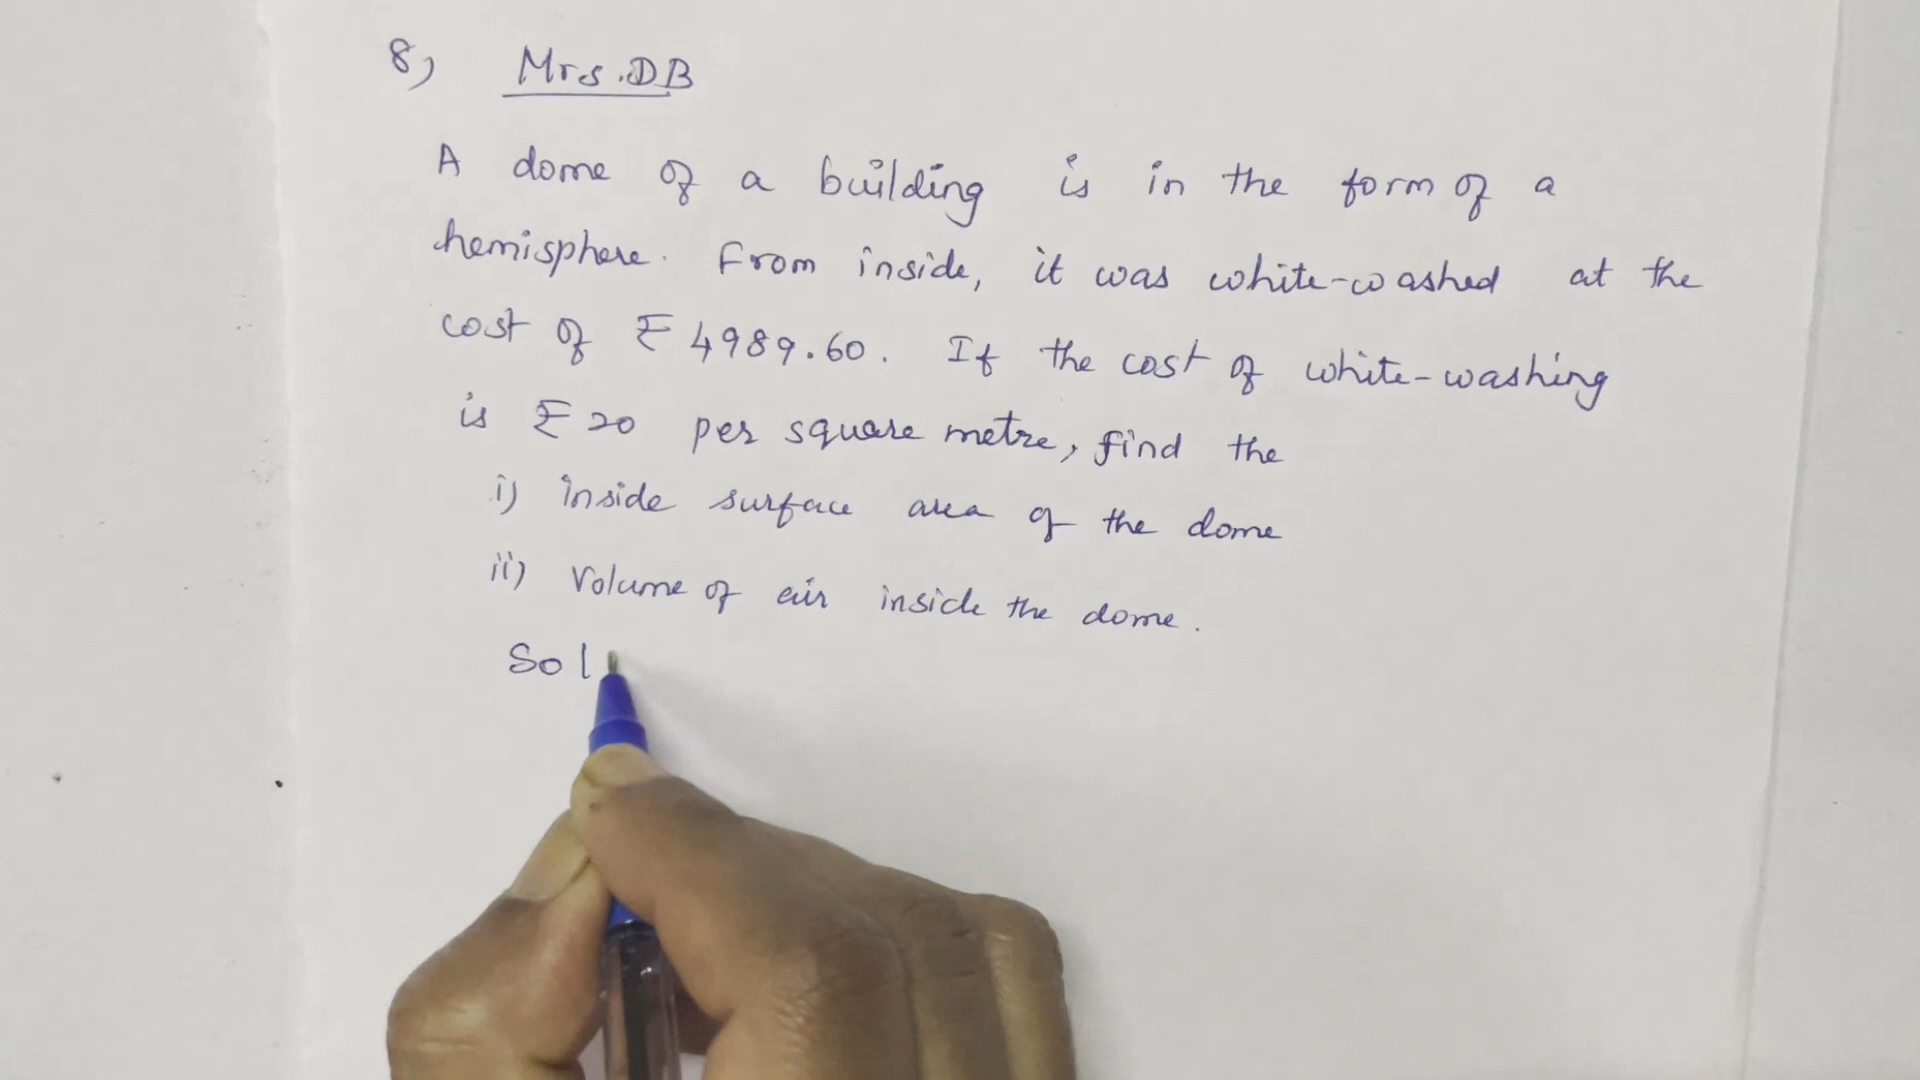 8) Mrs.DB
A dome of a building is in the form of a
hemisphere. From inside, it was white-washed at the
cost of ₹ 4989.60. If the cost of white-washing
is ₹ 20 per square metre, find the
i) inside surface area of the dome
ii) Volume of air inside the dome.
Sol